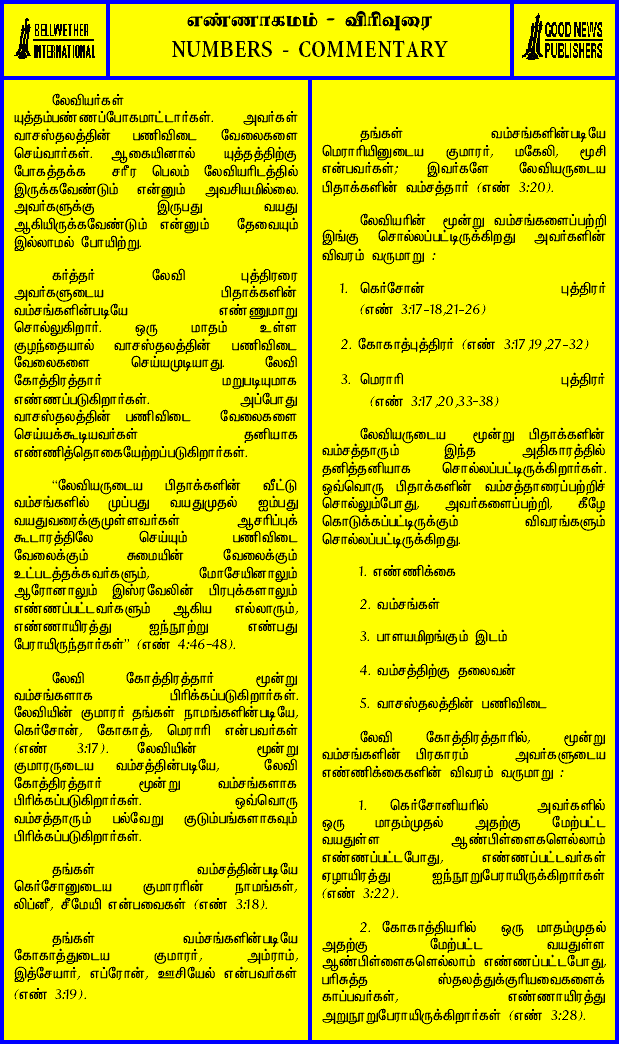 BELLWETHER
INTERNATIONAL
எண்ணாகமம் - விரிவுரை
NUMBERS - COMMENTARY
GOOD NEWS
PUBLISHERS
லேவியர்கள்
யுத்தம்பண்ணப்போகமாட்டார்கள். அவர்கள்
வாசஸ்தலத்தின் பணிவிடை வேலைகளை
செய்வார்கள். ஆகையினால் யுத்தத்திற்கு
போகத்தக்க சரீர பெலம் லேவியரிடத்தில்
இருக்கவேண்டும் என்னும் அவசியமில்லை.
அவர்களுக்கு இருபது வயது
ஆகியிருக்கவேண்டும் என்னும் தேவையும்
இல்லாமல் போயிற்று.
கர்த்தர் லேவி புத்திரரை
அவர்களுடைய பிதாக்களின்
வம்சங்களின்படியே எண்ணுமாறு
சொல்லுகிறார். ஒரு மாதம் உள்ள
குழந்தையால் வாசஸ்தலத்தின் பணிவிடை
வேலைகளை செய்யமுடியாது. லேவி
கோத்திரத்தார் மறுபடியுமாக
எண்ணப்படுகிறார்கள். அப்போது
வாசஸ்தலத்தின் பணிவிடை வேலைகளை
செய்யக்கூடியவர்கள் தனியாக
எண்ணித்தொகையேற்றப்படுகிறார்கள்.
“லேவியருடைய பிதாக்களின் வீட்டு
வம்சங்களில் முப்பது வயதுமுதல் ஐம்பது
வயதுவரைக்குமுள்ளவர்கள் ஆசரிப்புக்
கூடாரத்திலே செய்யும் பணிவிடை
வேலைக்கும் சுமையின் வேலைக்கும்
உட்படத்தக்கவர்களும், மோசேயினாலும்
ஆரோனாலும் இஸ்ரவேலின் பிரபுக்களாலும்
எண்ணப்பட்டவர்களும் ஆகிய எல்லாரும்,
எண்ணாயிரத்து ஐந்நூற்று எண்பது
பேராயிருந்தார்கள்” (எண் 4:46-48).
லேவி கோத்திரத்தார் மூன்று
வம்சங்களாக பிரிக்கப்படுகிறார்கள்.
லேவியின் குமாரர் தங்கள் நாமங்களின்படியே,
கெர்சோன், கோகாத், மெராரி என்பவர்கள்
(எண் 3:17). லேவியின் மூன்று
குமாரருடைய வம்சத்தின்படியே, லேவி
கோத்திரத்தார் மூன்று வம்சங்களாக
பிரிக்கப்படுகிறார்கள். ஒவ்வொரு
வம்சத்தாரும் பல்வேறு குடும்பங்களாகவும்
பிரிக்கப்படுகிறார்கள்.
தங்கள் வம்சத்தின்படியே
கெர்சோனுடைய குமாரரின் நாமங்கள்,
லிப்னீ, சீமேயி என்பவைகள் (எண் 3:18).
தங்கள் வம்சங்களின்படியே
கோகாத்துடைய குமாரர், அம்ராம்,
இத்சேயார், எப்ரோன், ஊசியேல் என்பவர்கள்
(எண் 3:19).
தங்கள் வம்சங்களின்படியே
மெராரியினுடைய குமாரர், மகேலி, மூசி
என்பவர்கள்; இவர்களே லேவியருடைய
பிதாக்களின் வம்சத்தார் (எண் 3:20).
லேவியரின் மூன்று வம்சங்களைப்பற்றி
இங்கு சொல்லப்பட்டிருக்கிறது அவர்களின்
விவரம் வருமாறு :
1. கெர்சோன் புத்திரர்
(எண் 3:17-18,21-26)
2. கோகாத்புத்திரர் (எண் 3:17,19,27-32)
3. மெராரி புத்திரர்
(எண் 3:17,20,33-38)
லேவியருடைய மூன்று பிதாக்களின்
வம்சத்தாரும் இந்த அதிகாரத்தில்
தனித்தனியாக சொல்லப்பட்டிருக்கிறார்கள்.
ஒவ்வொரு பிதாக்களின் வம்சத்தாரைப்பற்றிச்
சொல்லும்போது, அவர்களைப்பற்றி, கீழே
கொடுக்கப்பட்டிருக்கும் விவரங்களும்
சொல்லப்பட்டிருக்கிறது.
1. எண்ணிக்கை
2. வம்சங்கள்
3. பாளயமிறங்கும் இடம்
4. வம்சத்திற்கு தலைவன்
5. வாசஸ்தலத்தின் பணிவிடை
லேவி கோத்திரத்தாரில், மூன்று
வம்சங்களின் பிரகாரம் அவர்களுடைய
எண்ணிக்கைகளின் விவரம் வருமாறு :
1. கெர்சோனியரில் அவர்களில்
ஒரு மாதம்முதல் அதற்கு மேற்பட்ட
வயதுள்ள ஆண்பிள்ளைகளெல்லாம்
எண்ணப்பட்டபோது, எண்ணப்பட்டவர்கள்
ஏழாயிரத்து ஐந்நூறுபேராயிருக்கிறார்கள்
(எண் 3:22).
2. கோகாத்தியரில் ஒரு மாதம்முதல்
அதற்கு மேற்பட்ட வயதுள்ள
ஆண்பிள்ளைகளெல்லாம் எண்ணப்பட்டபோது,
பரிசுத்த ஸ்தலத்துக்குரியவைகளைக்
காப்பவர்கள், எண்ணாயிரத்து
அறுநூறுபேராயிருக்கிறார்கள் (எண் 3:28).